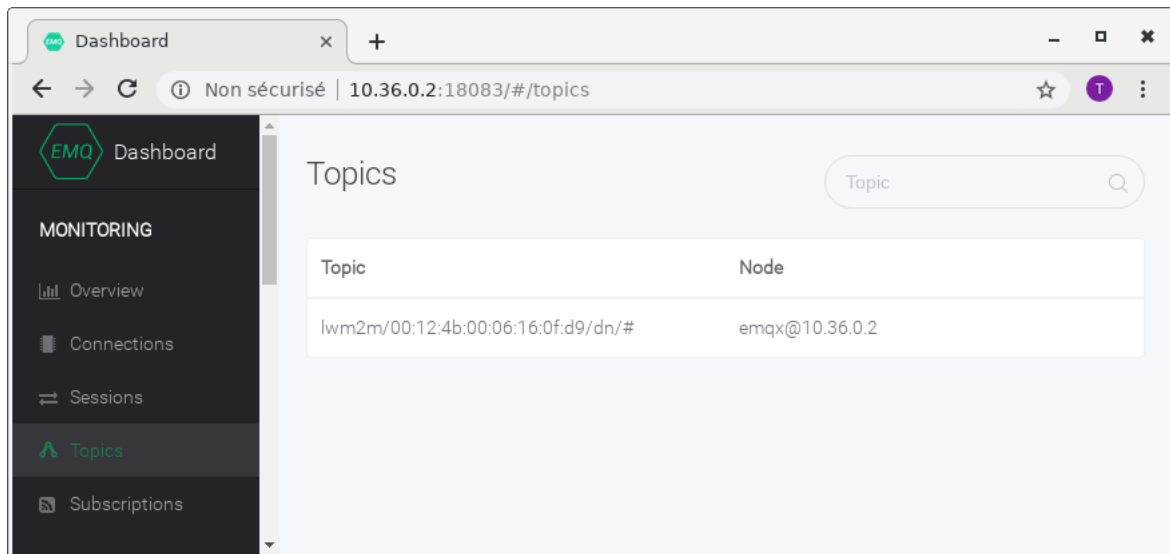 Dashboard
Non sécurisé | 10.36.0.2:18083/#/topics
T
EMQ Dashboard
MONITORING
Overview
Connections
Sessions
Topics
Subscriptions
Topics
Topic
Topic Node
lwm2m/00:12:4b:00:06:16:0f:d9/dn/# emqx@10.36.0.2